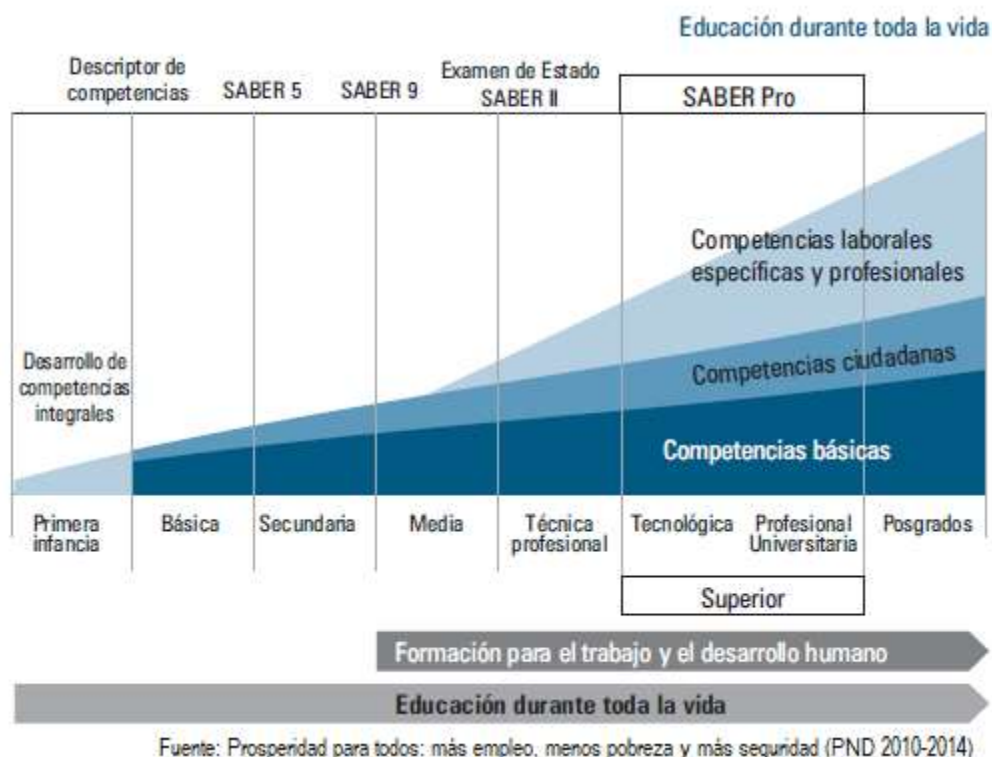 Educación durante toda la vida
Descriptor de
competencias
SABER 5
SABER 9
Examen de Estado
SABER II
SABER Pro
Competencias laborales
específicas y profesionales
Desarrollo de
competencias
integrales
Competencias ciudadanas
Competencias básicas
Primera
infancia
Básica
Secundaria
Media
Técnica
profesional
Tecnológica
Profesional
Universitaria
Posgrados
Superior
Formación para el trabajo y el desarrollo humano
Educación durante toda la vida
Fuente: Prosperidad para todos: más empleo, menos pobreza y más seguridad (PND 2010-2014)